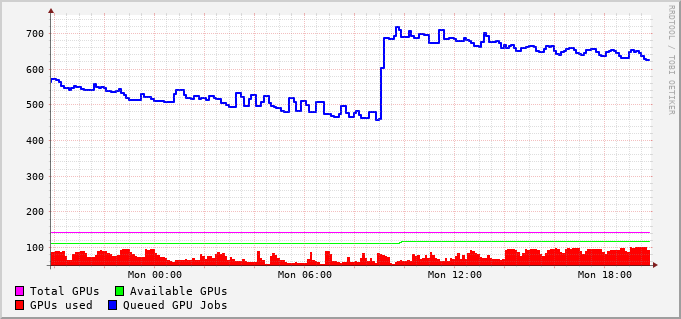 700
600
500
400
300
200
100
Mon 00:00 Mon 06:00 Mon 12:00 Mon 18:00
Total GPUs Available GPUs
GPUs used Queued GPU Jobs
RRDTOOL / TOBI OETIKER